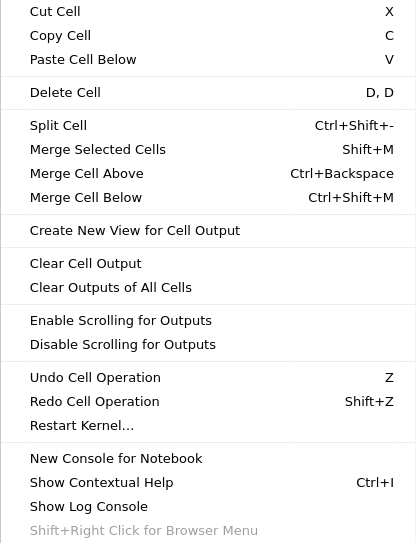 Cut Cell X
Copy Cell C
Paste Cell Below V
Delete Cell D, D
Split Cell Ctrl+Shift+-
Merge Selected Cells Shift+M
Merge Cell Above Ctrl+Backspace
Merge Cell Below Ctrl+Shift+M
Create New View for Cell Output
Clear Cell Output
Clear Outputs of All Cells
Enable Scrolling for Outputs
Disable Scrolling for Outputs
Undo Cell Operation Z
Redo Cell Operation Shift+Z
Restart Kernel…
New Console for Notebook
Show Contextual Help Ctrl+I
Show Log Console
Shift+Right Click for Browser Menu